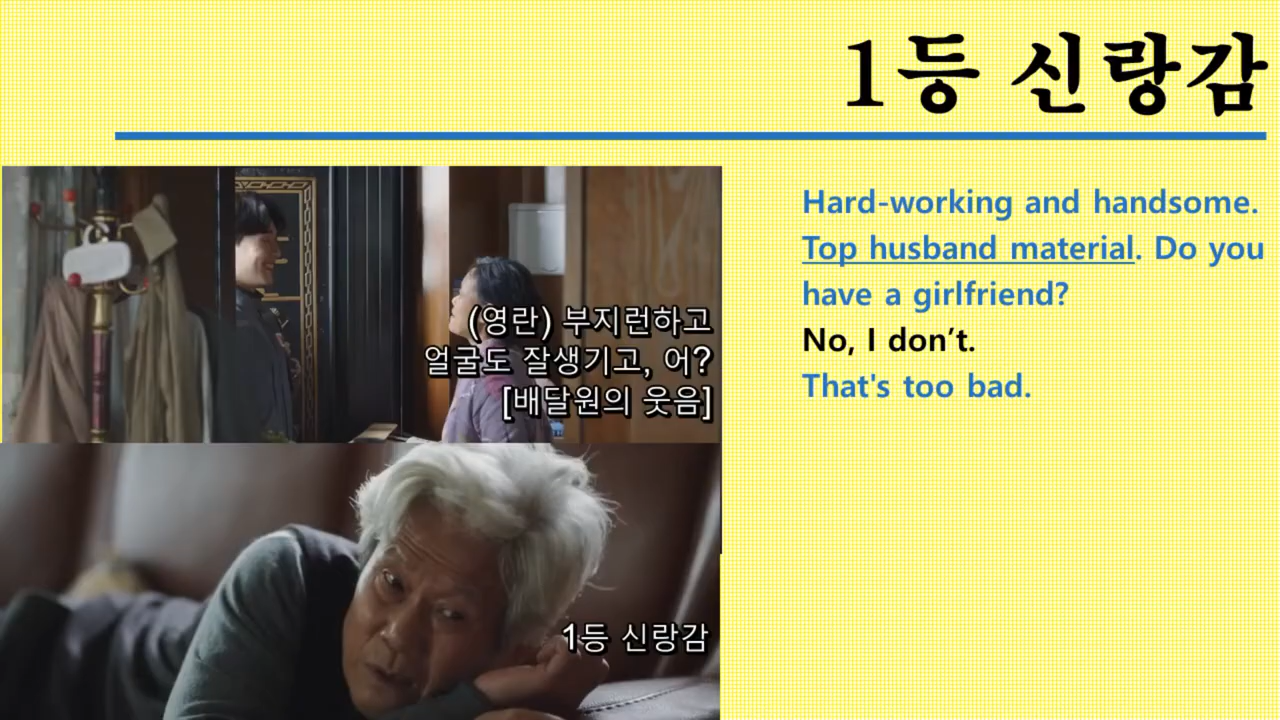 1등 신랑감
(영란) 부지런하고
얼굴도 잘생기고, 어?
[배달원의 웃음]
1등 신랑감
Hard-working and handsome.
Top husband material. Do you
have a girlfriend?
No, I don’t.
That's too bad.